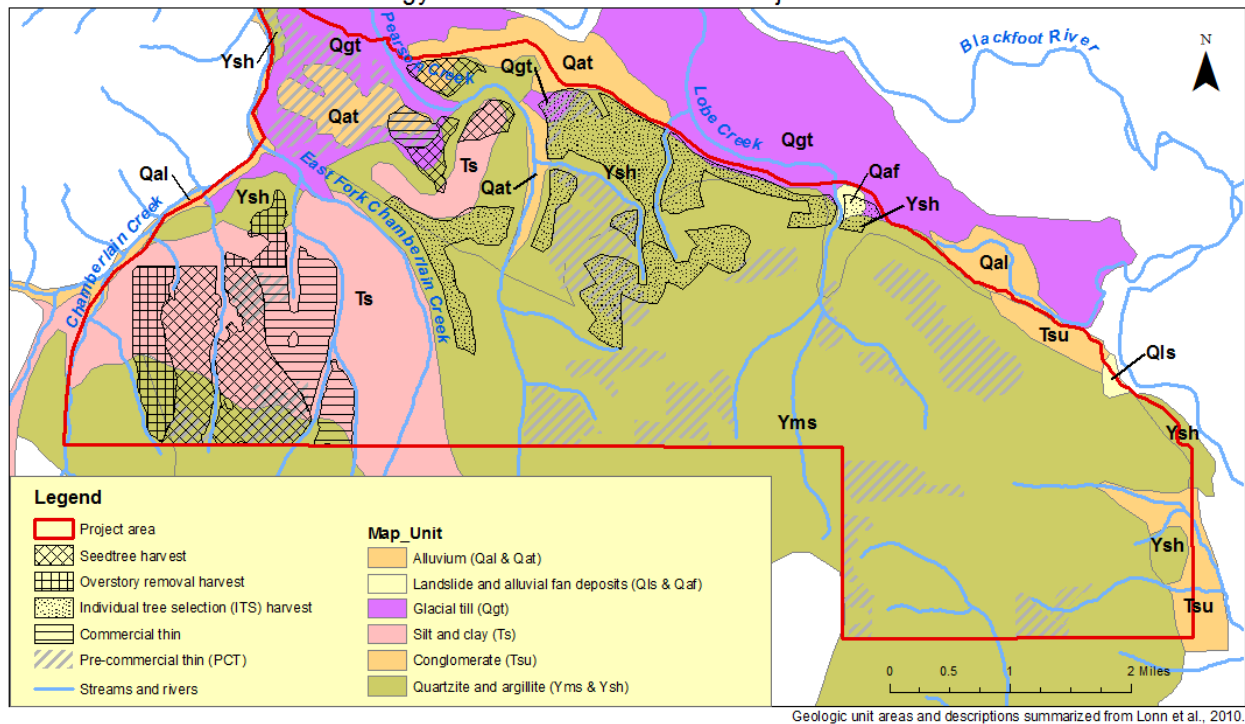 Ysh
Qgt
Pearson Creek
Qgt
Qat
Blackfoot River
N
Qat
Lobe Creek
Qgt
Ts
Qal
East Fork Chamberlain Creek
Qat
Ysh
Qaf
Ysh
Ysh
Chamberlain Creek
Qal
Ts
Tsu
Qls
Yms
Ysh
Ysh
Tsu
Legend
Project area
Seedtree harvest
Overstory removal harvest
Individual tree selection (ITS) harvest
Commercial thin
Pre-commercial thin (PCT)
Streams and rivers
Map_Unit
Alluvium (Qal & Qat)
Landslide and alluvial fan deposits (Qls & Qaf)
Glacial till (Qgt)
Silt and clay (Ts)
Conglomerate (Tsu)
Quartzite and argillite (Yms & Ysh)
0 0.5 1 2 Miles
Geologic unit areas and descriptions summarized from Lonn et al., 2010.